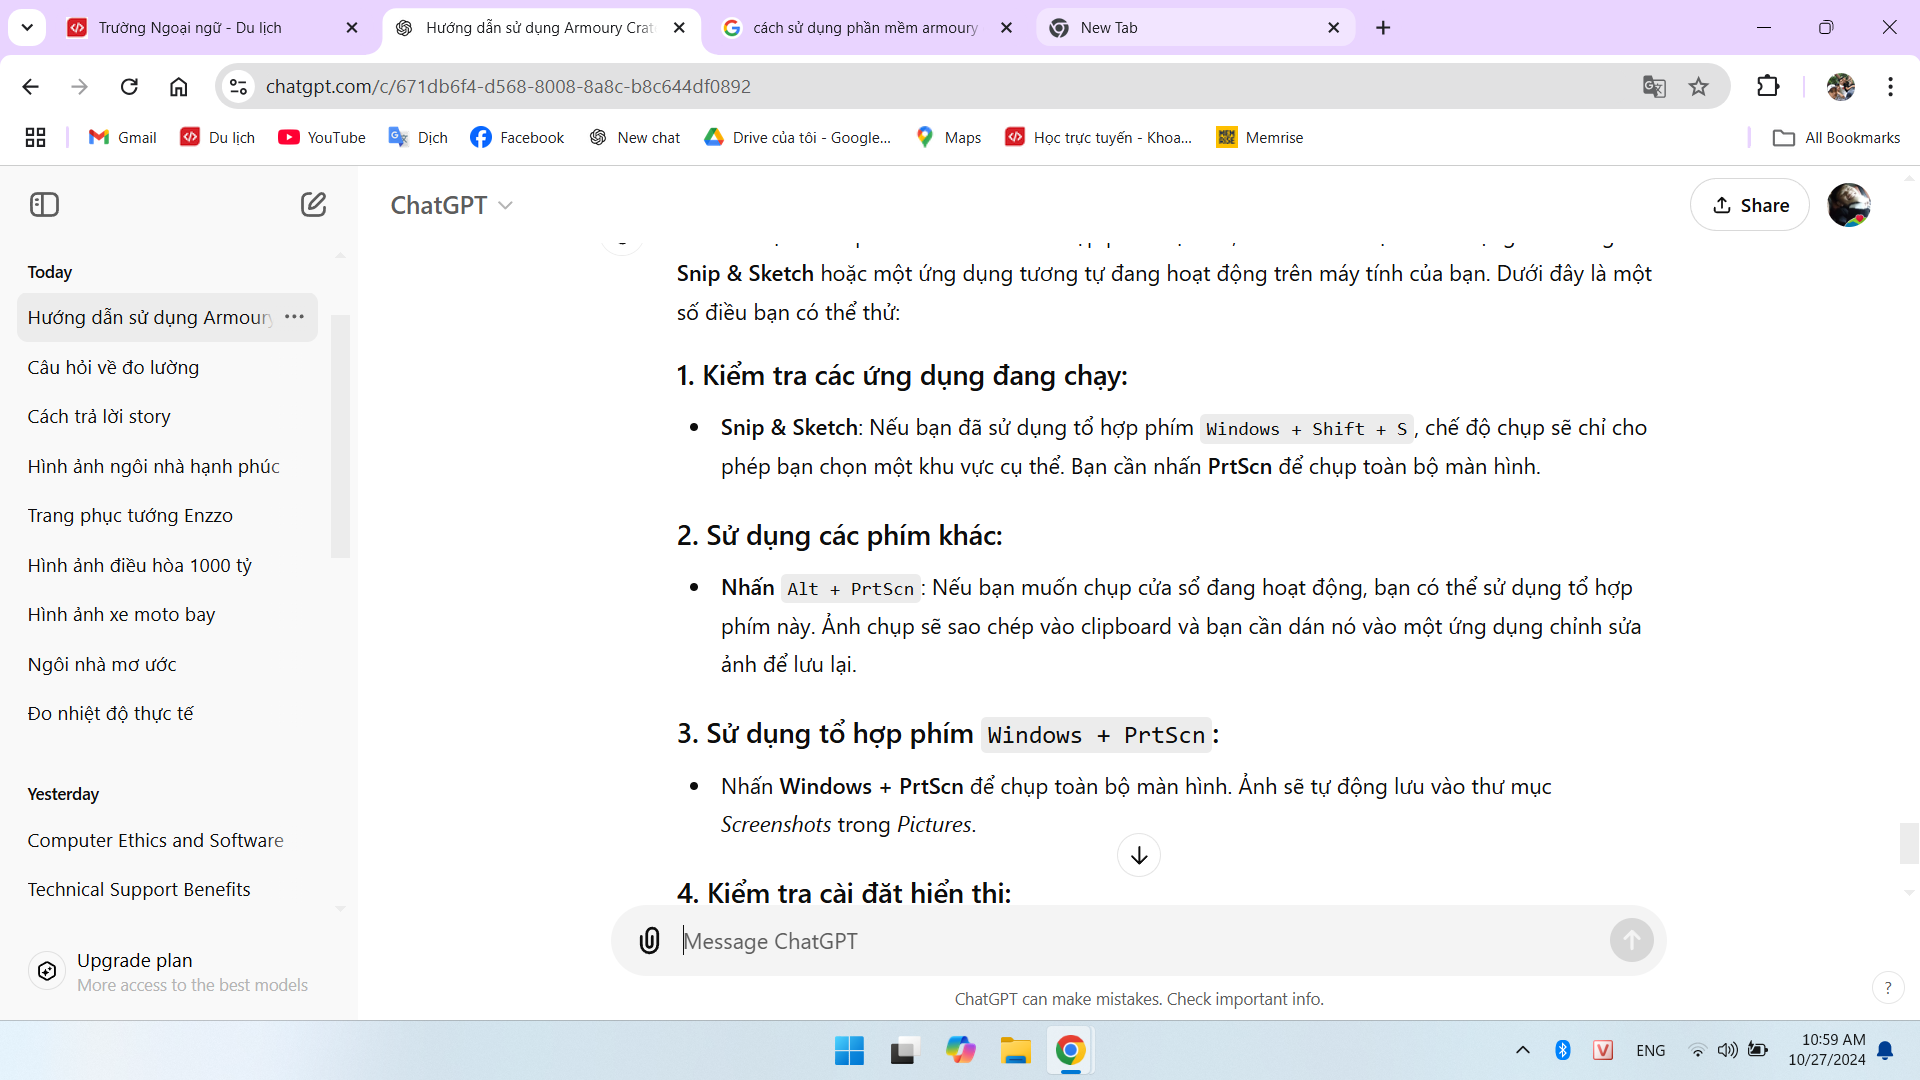 Trường Ngoại ngữ - Du lịch
Hướng dẫn sử dụng Armoury Crat
cách sử dụng phần mềm armoury
New Tab
chatgpt.com/c/671db6f4-d568-8008-8a8c-b8c644df0892
Gmail
Du lịch
YouTube
Dịch
Facebook
New chat
Drive của tôi - Google...
Maps
Học trực tuyến - Khoa...
MEM RISE
Memrise
All Bookmarks
ChatGPT
Share
Today
Hướng dẫn sử dụng Armoury
Câu hỏi về đo lường
Cách trả lời story
Hình ảnh ngôi nhà hạnh phúc
Trang phục tướng Enzzo
Hình ảnh điều hòa 1000 tỷ
Hình ảnh xe moto bay
Ngôi nhà mơ ước
Đo nhiệt độ thực tế
Yesterday
Computer Ethics and Software
Technical Support Benefits
Upgrade plan
More access to the best models
Snip & Sketch hoặc một ứng dụng tương tự đang hoạt động trên máy tính của bạn. Dưới đây là một
số điều bạn có thể thử:
1. Kiểm tra các ứng dụng đang chạy:
Snip & Sketch: Nếu bạn đã sử dụng tổ hợp phím Windows + Shift + S, chế độ chụp sẽ chỉ cho
phép bạn chọn một khu vực cụ thể. Bạn cần nhấn PrtScn để chụp toàn bộ màn hình.
2. Sử dụng các phím khác:
Nhấn Alt + PrtScn: Nếu bạn muốn chụp cửa sổ đang hoạt động, bạn có thể sử dụng tổ hợp
phím này. Ảnh chụp sẽ sao chép vào clipboard và bạn cần dán nó vào một ứng dụng chỉnh sửa
ảnh để lưu lại.
3. Sử dụng tổ hợp phím Windows + PrtScn:
Nhấn Windows + PrtScn để chụp toàn bộ màn hình. Ảnh sẽ tự động lưu vào thư mục
Screenshots trong Pictures.
4. Kiểm tra cài đặt hiển thị:
Message ChatGPT
ChatGPT can make mistakes. Check important info.
?
V
ENG
10:59 AM
10/27/2024